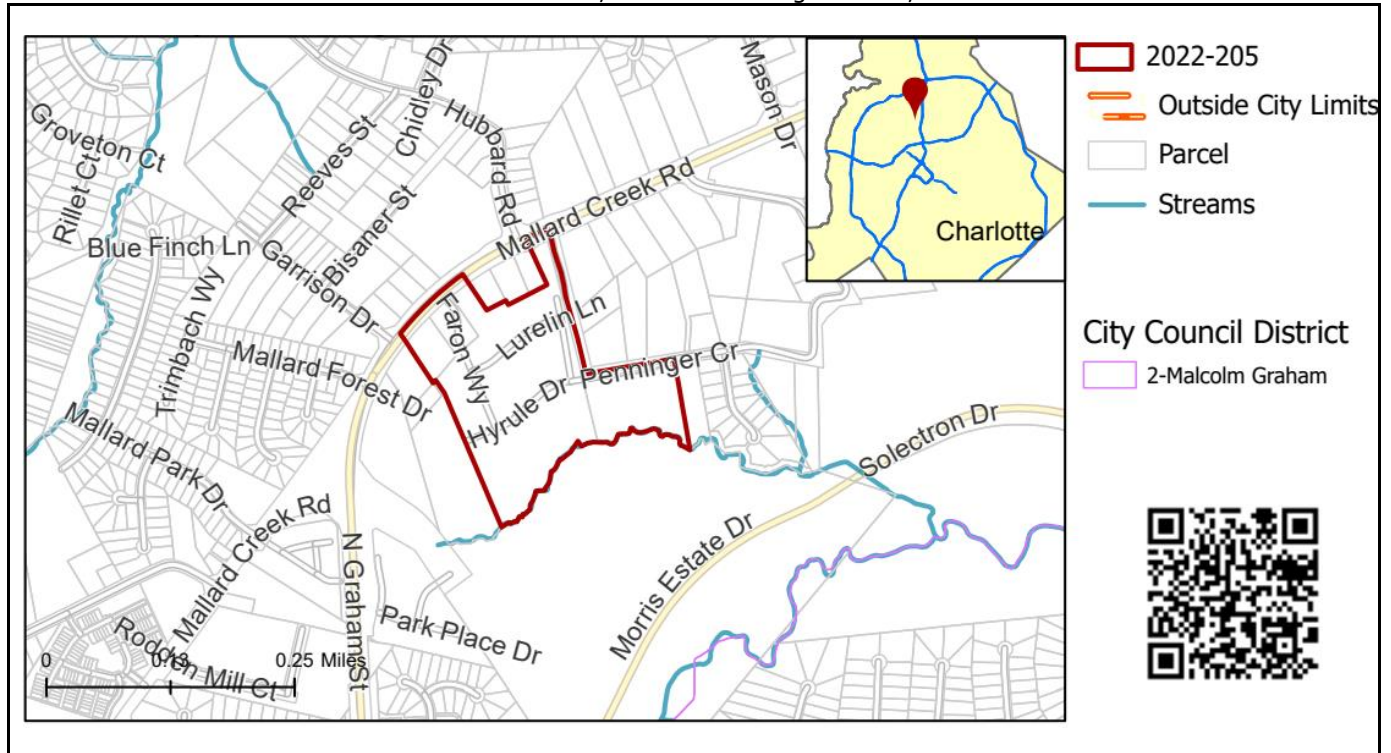 Groveton Ct
Rillet Ct
Blue Finch Ln
Trimbach Wy
Reeves St
Chidley Dr
Hubbard Rd
Mason Dr
Bisaner St
Garrison Dr
Mallard Creek Rd
Faron Wy
Lurelin Ln
Mallard Forest Dr
Hyrule Dr
Penninger Cr
Mallard Park Dr
Solectron Dr
Mallard Creek Rd
N Graham St
Morris Estate Dr
Park Place Dr
Rodden Mill Ct
0
0.13
0.25 Miles
Charlotte
2022-205
Outside City Limits
Parcel
Streams
City Council District
2-Malcolm Graham